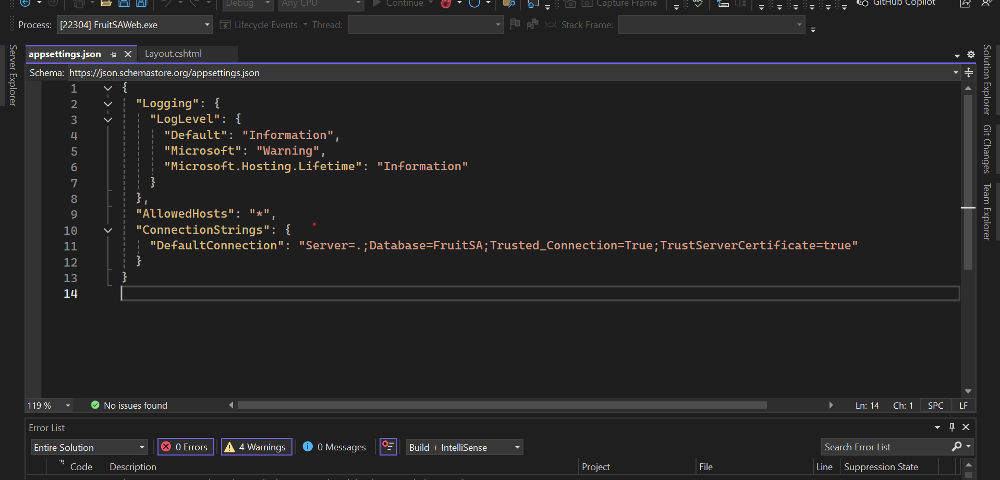 Debug Any CPU Continue Capture Frame GitHub Copilot
Process: [22304] FruitSAWeb.exe Lifecycle Events Thread: Stack Frame:
Server Explorer
appsettings.json _Layout.cshtml
Schema: https://json.schemastore.org/appsettings.json
1 {
2 "Logging": {
3 "LogLevel": {
4 "Default": "Information",
5 "Microsoft": "Warning",
6 "Microsoft.Hosting.Lifetime": "Information"
7 }
8 },
9 "AllowedHosts": "*",
10 "ConnectionStrings": {
11 "DefaultConnection": "Server=.;Database=FruitSA;Trusted_Connection=True;TrustServerCertificate=true"
12 }
13 }
14
Solution Explorer
Git Changes
Team Explorer
119 % No issues found Ln: 14 Ch: 1 SPC LF
Error List
Entire Solution 0 Errors 4 Warnings 0 Messages Build + IntelliSense Search Error List
Code Description Project File Line Suppression State